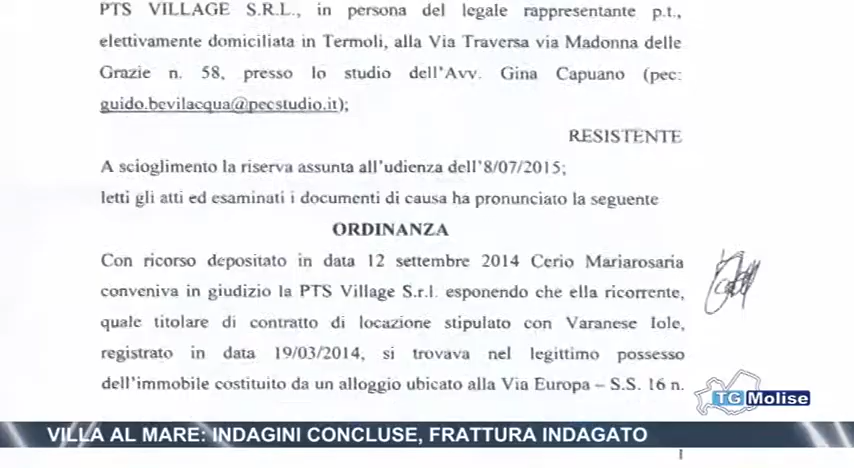 PTS VILLAGE S.R.L., in persona del legale rappresentante p.t.,
elettivamente domiciliata in Termoli, alla Via Traversa via Madonna delle
Grazie n. 58, presso lo studio dell'Avv. Gina Capuano (pec:
guido.bevilacqua@pecstudio.it);
RESISTENTE
A scioglimento la riserva assunta all'udienza dell'8/07/2015;
letti gli atti ed esaminati i documenti di causa ha pronunciato la seguente
ORDINANZA
Con ricorso depositato in data 12 settembre 2014 Cerio Mariarosaria
conveniva in giudizio la PTS Village S.r.l. esponendo che ella ricorrente,
quale titolare di contratto di locazione stipulato con Varanese Iole,
registrato in data 19/03/2014, si trovava nel legittimo possesso
dell'immobile costituito da un alloggio ubicato alla Via Europa – S.S. 16 n.
TG Molise
VILLA AL MARE: INDAGINI CONCLUSE, FRATTURA INDAGATO